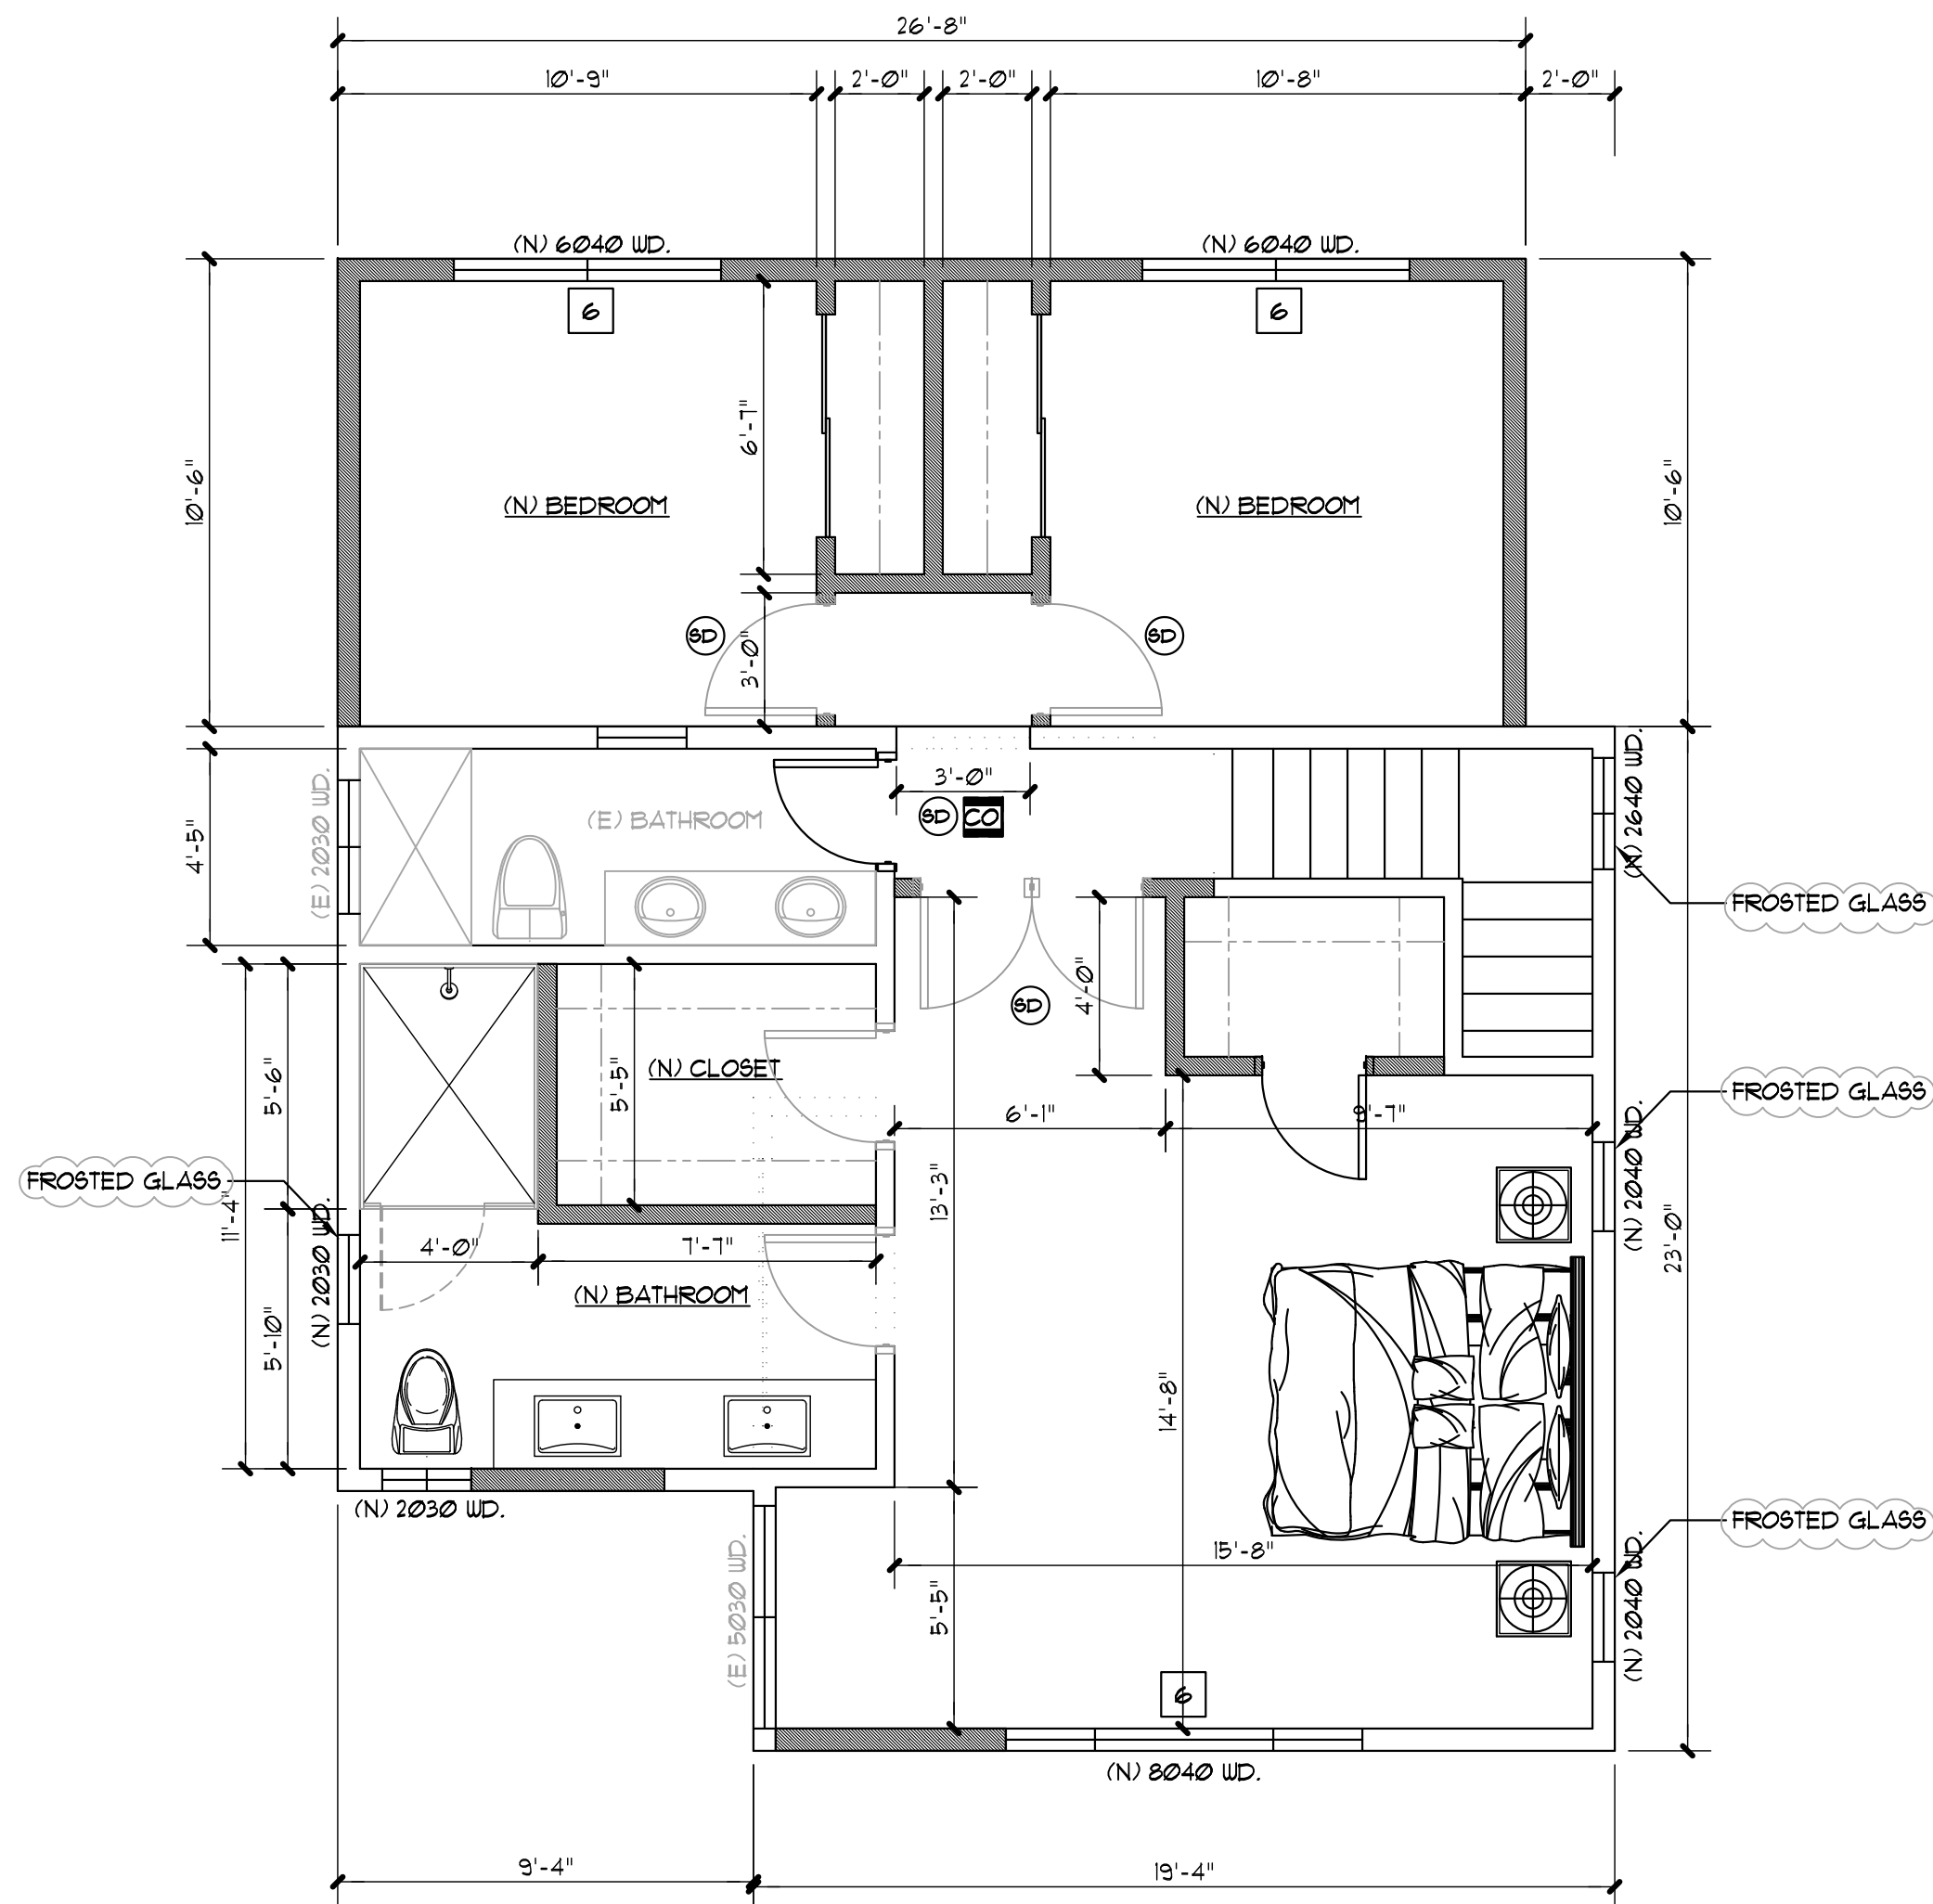 26'-8"
10'-9" 2'-0" 2'-0" 10'-8" 2'-0"
(N) 6040 WD. (N) 6040 WD.
6 6
6'-7"
10'-6" 10'-6"
(N) BEDROOM (N) BEDROOM
SD SD
3'-0"
(E) 2030 WD.
4'-5"
(E) BATHROOM
3'-0"
SD CO
(N) 2640 WD.
FROSTED GLASS
4'-0"
SD
5'-6"
5'-5"
(N) CLOSET
FROSTED GLASS
6'-1" 9'-7"
(N) 2040 WD.
FROSTED GLASS
11'-4"
13'-3"
23'-0"
(N) 2030 WD.
4'-0" 7'-7"
(N) BATHROOM
5'-10"
14'-8"
(N) 2030 WD.
FROSTED GLASS
15'-8"
(E) 5030 WD.
5'-5"
(N) 2040 WD.
6
(N) 8040 WD.
9'-4" 19'-4"